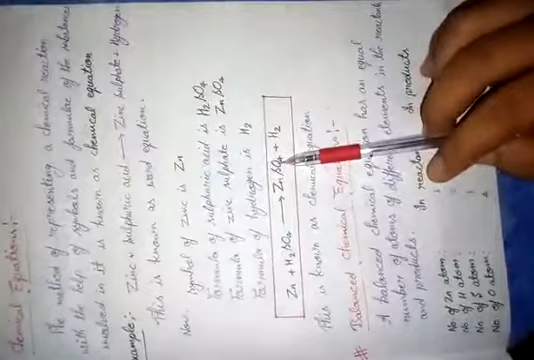 Chemical Equations:-
The method of representing a chemical reaction
with the help of symbols and formulae of the substances
involved in it is known as chemical equation
Example:- Zinc + Sulphuric acid → Zinc Sulphate + Hydrogen
This is known as word equation.
Now: Symbol of Zinc is Zn
Formula of sulphuric acid is H2SO4
Formula of zinc sulphate is ZnSO4
Formula of hydrogen is H2
Zn + H2SO4 → ZnSO4 + H2
This is known as chemical equation
# Balanced chemical Equation:-
A balanced chemical equation has an equal
number of atoms of different elements in the reactants
and products.
In reactants In products
No of Zn atom:
No of H atom:
No of S atom:
No of O atom: